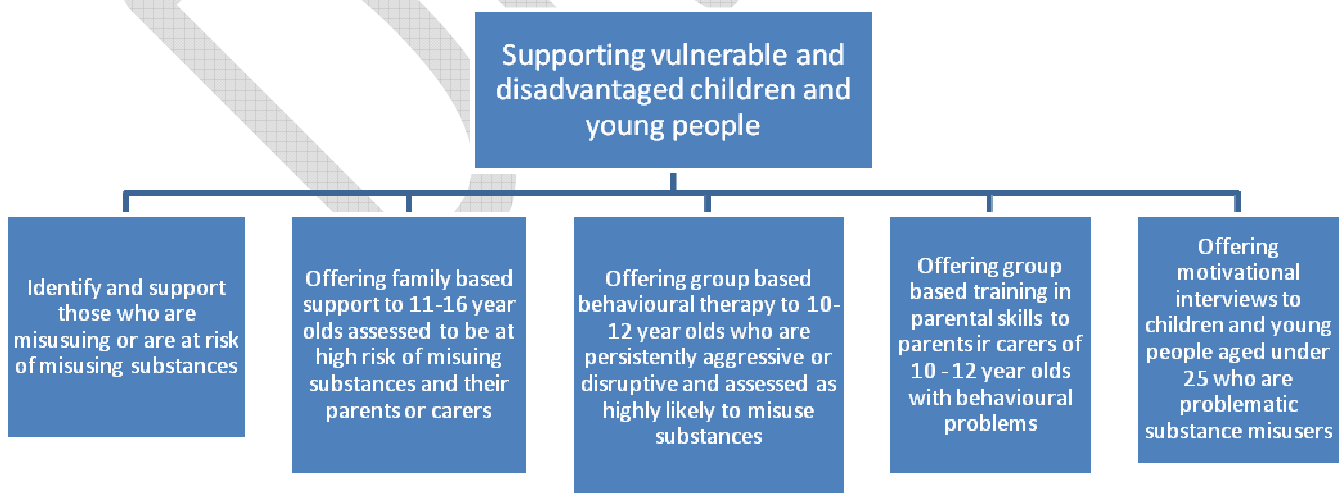 Supporting vulnerable and
disadvantaged children and
young people
Identify and support
those who are
misusuing or are at risk
of misusing substances
Offering family based
support to 11-16 year
olds assessed to be at
high risk of misuing
substances and their
parents or carers
Offering group based
behavioural therapy to 10-
12 year olds who are
persistently aggressive or
disruptive and assessed as
highly likely to misuse
substances
Offering group
based training in
parental skills to
parents ir carers of
10 - 12 year olds
with behavioural
problems
Offering
motivational
interviews to
children and young
people aged under
25 who are
problematic
substance misusers